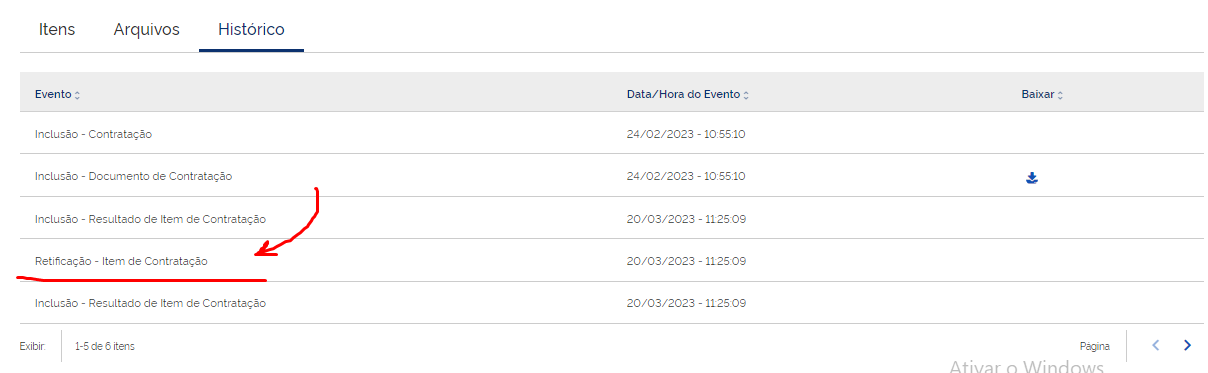 Itens Arquivos Histórico
Evento Data/Hora do Evento Baixar
Inclusão - Contratação 24/02/2023 - 10:55:10
Inclusão - Documento de Contratação 24/02/2023 - 10:55:10
Inclusão - Resultado de Item de Contratação 20/03/2023 - 11:25:09
Retificação - Item de Contratação 20/03/2023 - 11:25:09
Inclusão - Resultado de Item de Contratação 20/03/2023 - 11:25:09
Exibir: 1-5 de 6 itens Página
Ativar o Windows